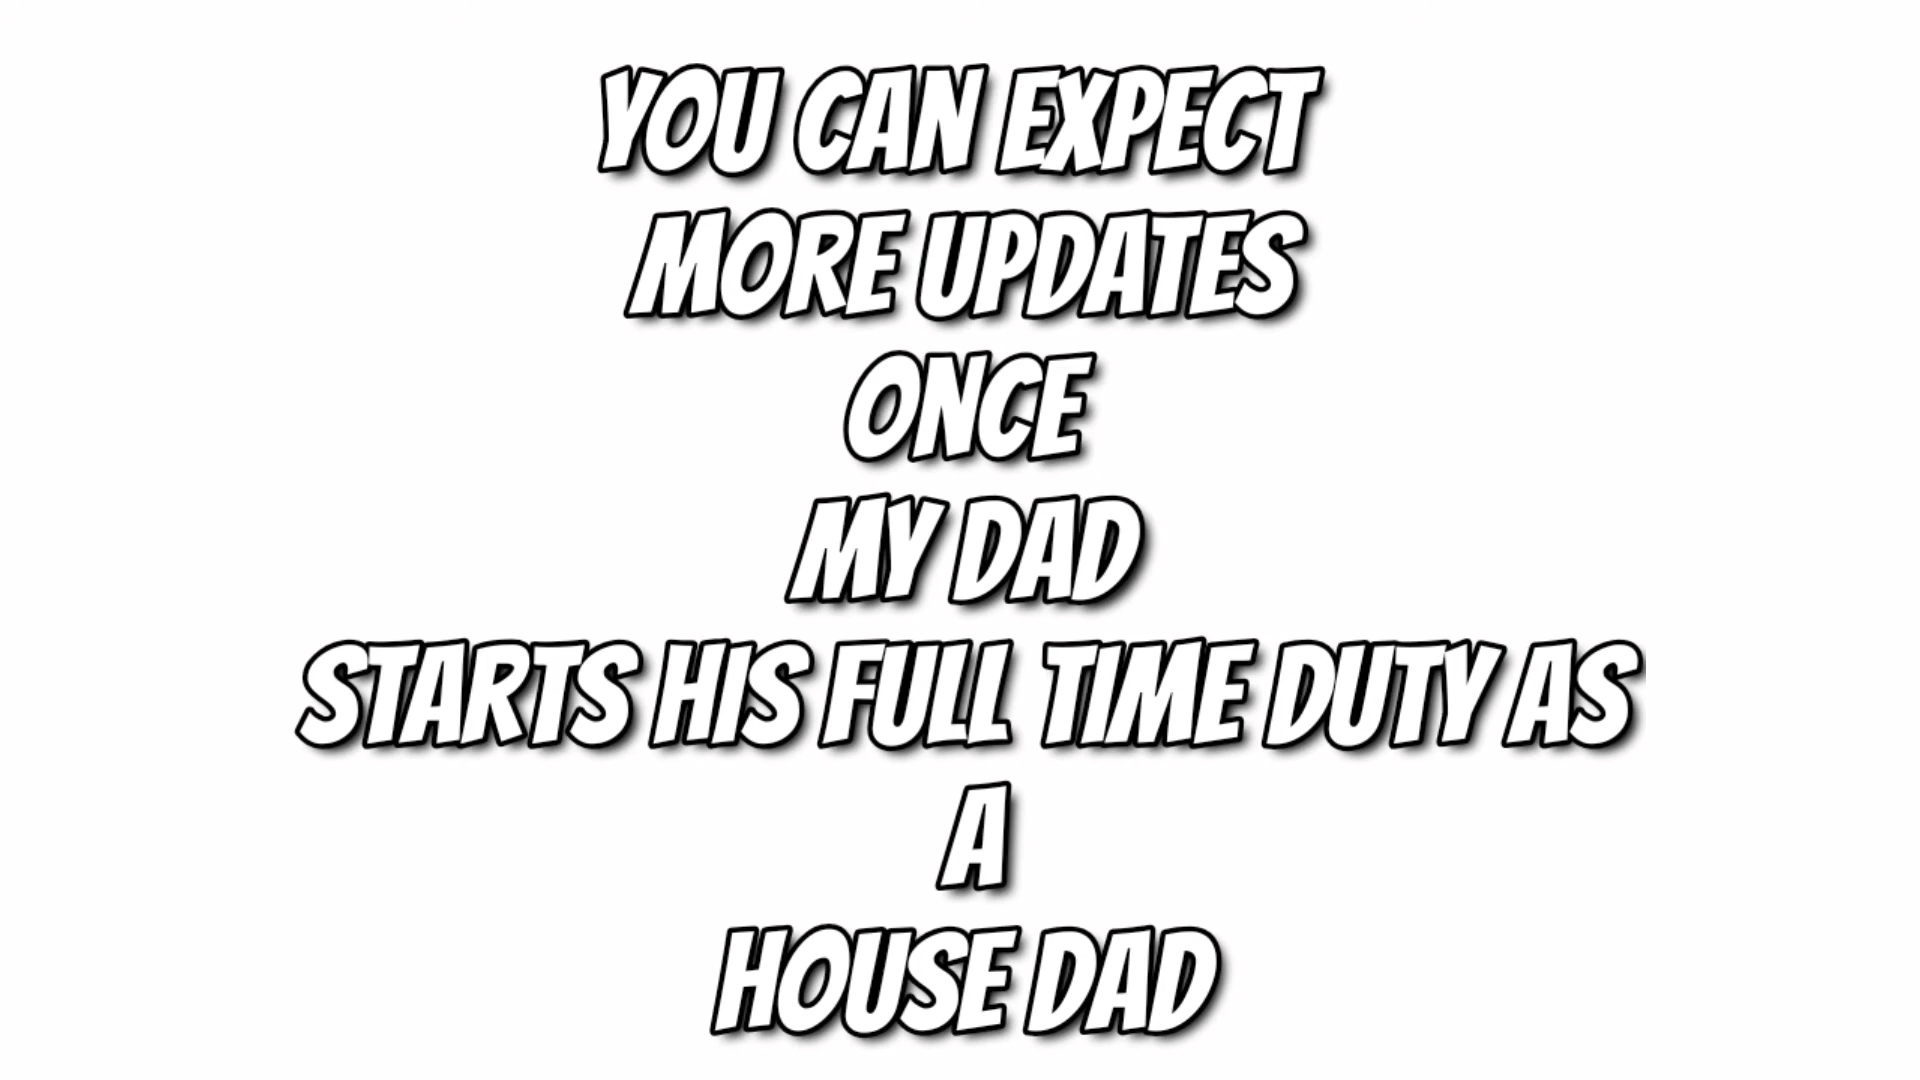 YOU CAN EXPECT
MORE UPDATES
ONCE
MY DAD
STARTS HIS FULL TIME DUTY AS
A
HOUSE DAD